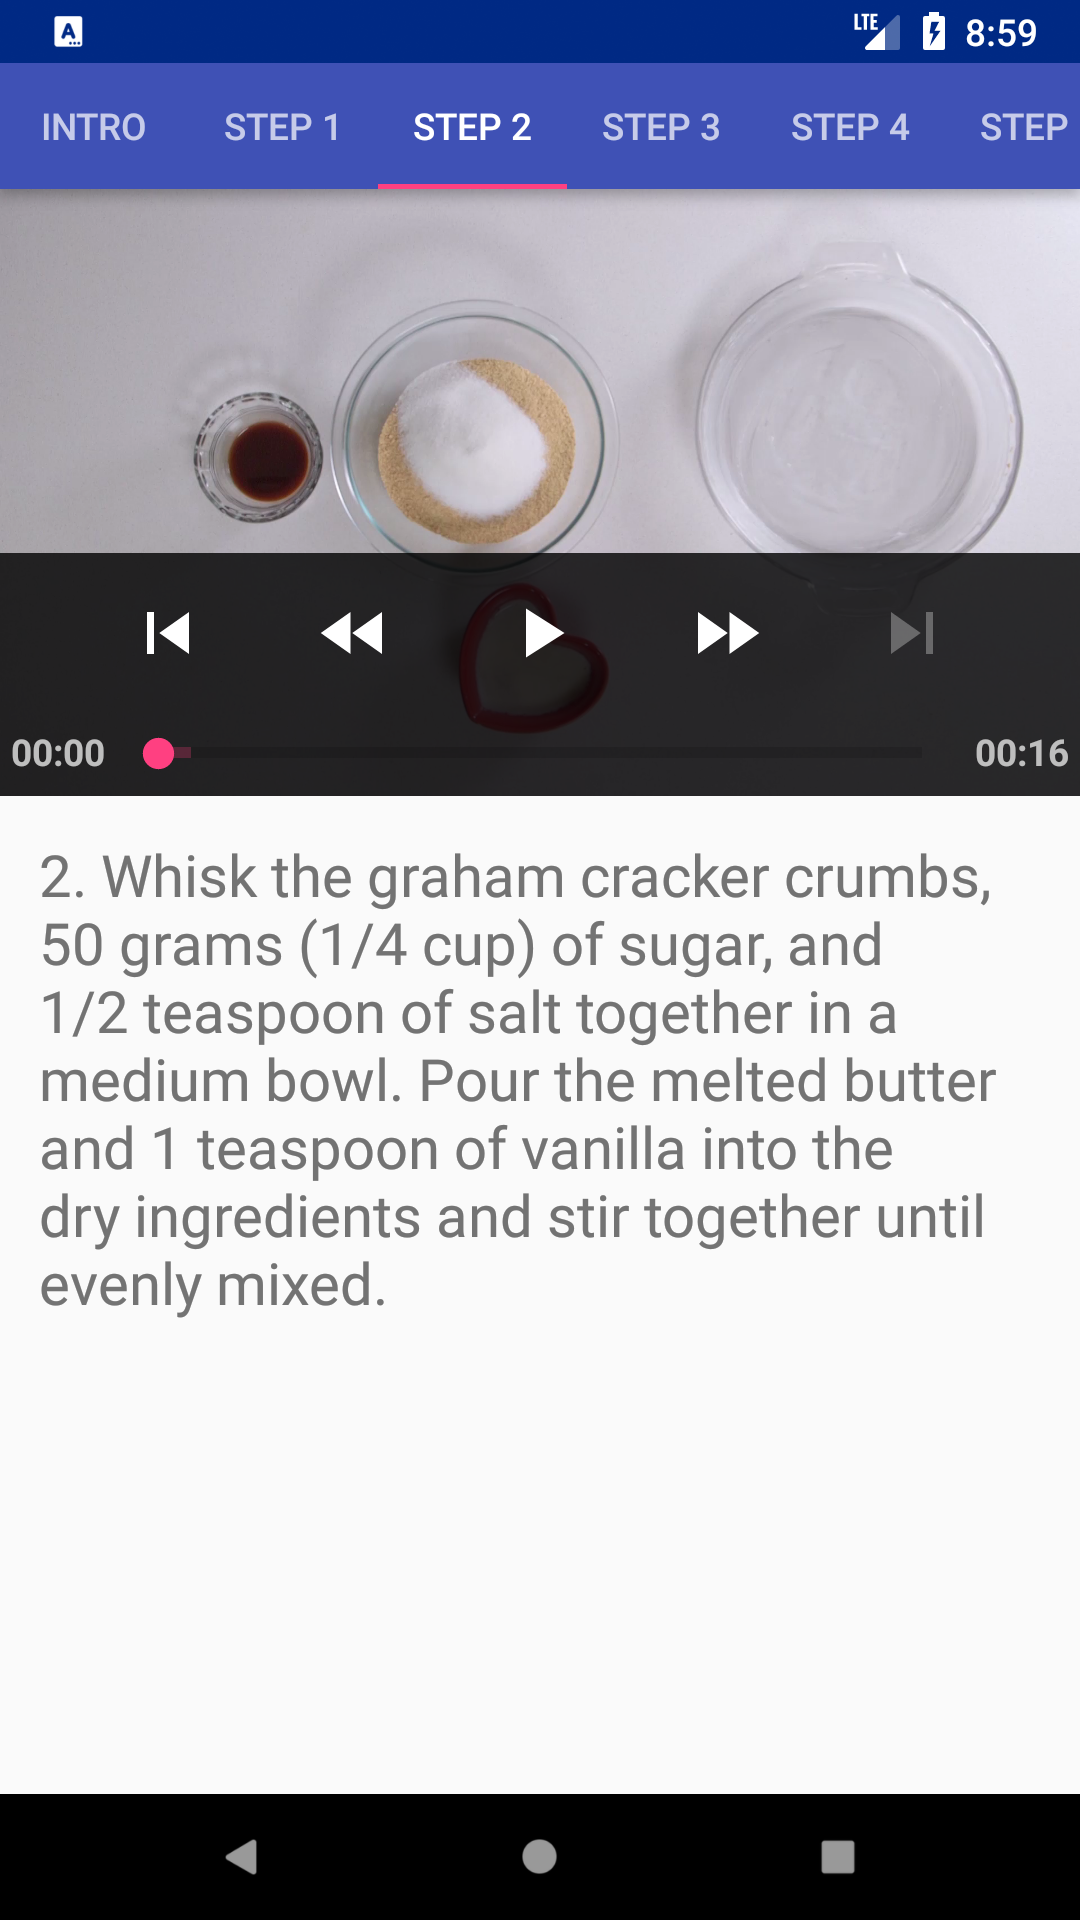 A
LTE
8:59
INTRO
STEP 1
STEP 2
STEP 3
STEP 4
STEP
00:00
00:16
2. Whisk the graham cracker crumbs,
50 grams (1/4 cup) of sugar, and
1/2 teaspoon of salt together in a
medium bowl. Pour the melted butter
and 1 teaspoon of vanilla into the
dry ingredients and stir together until
evenly mixed.